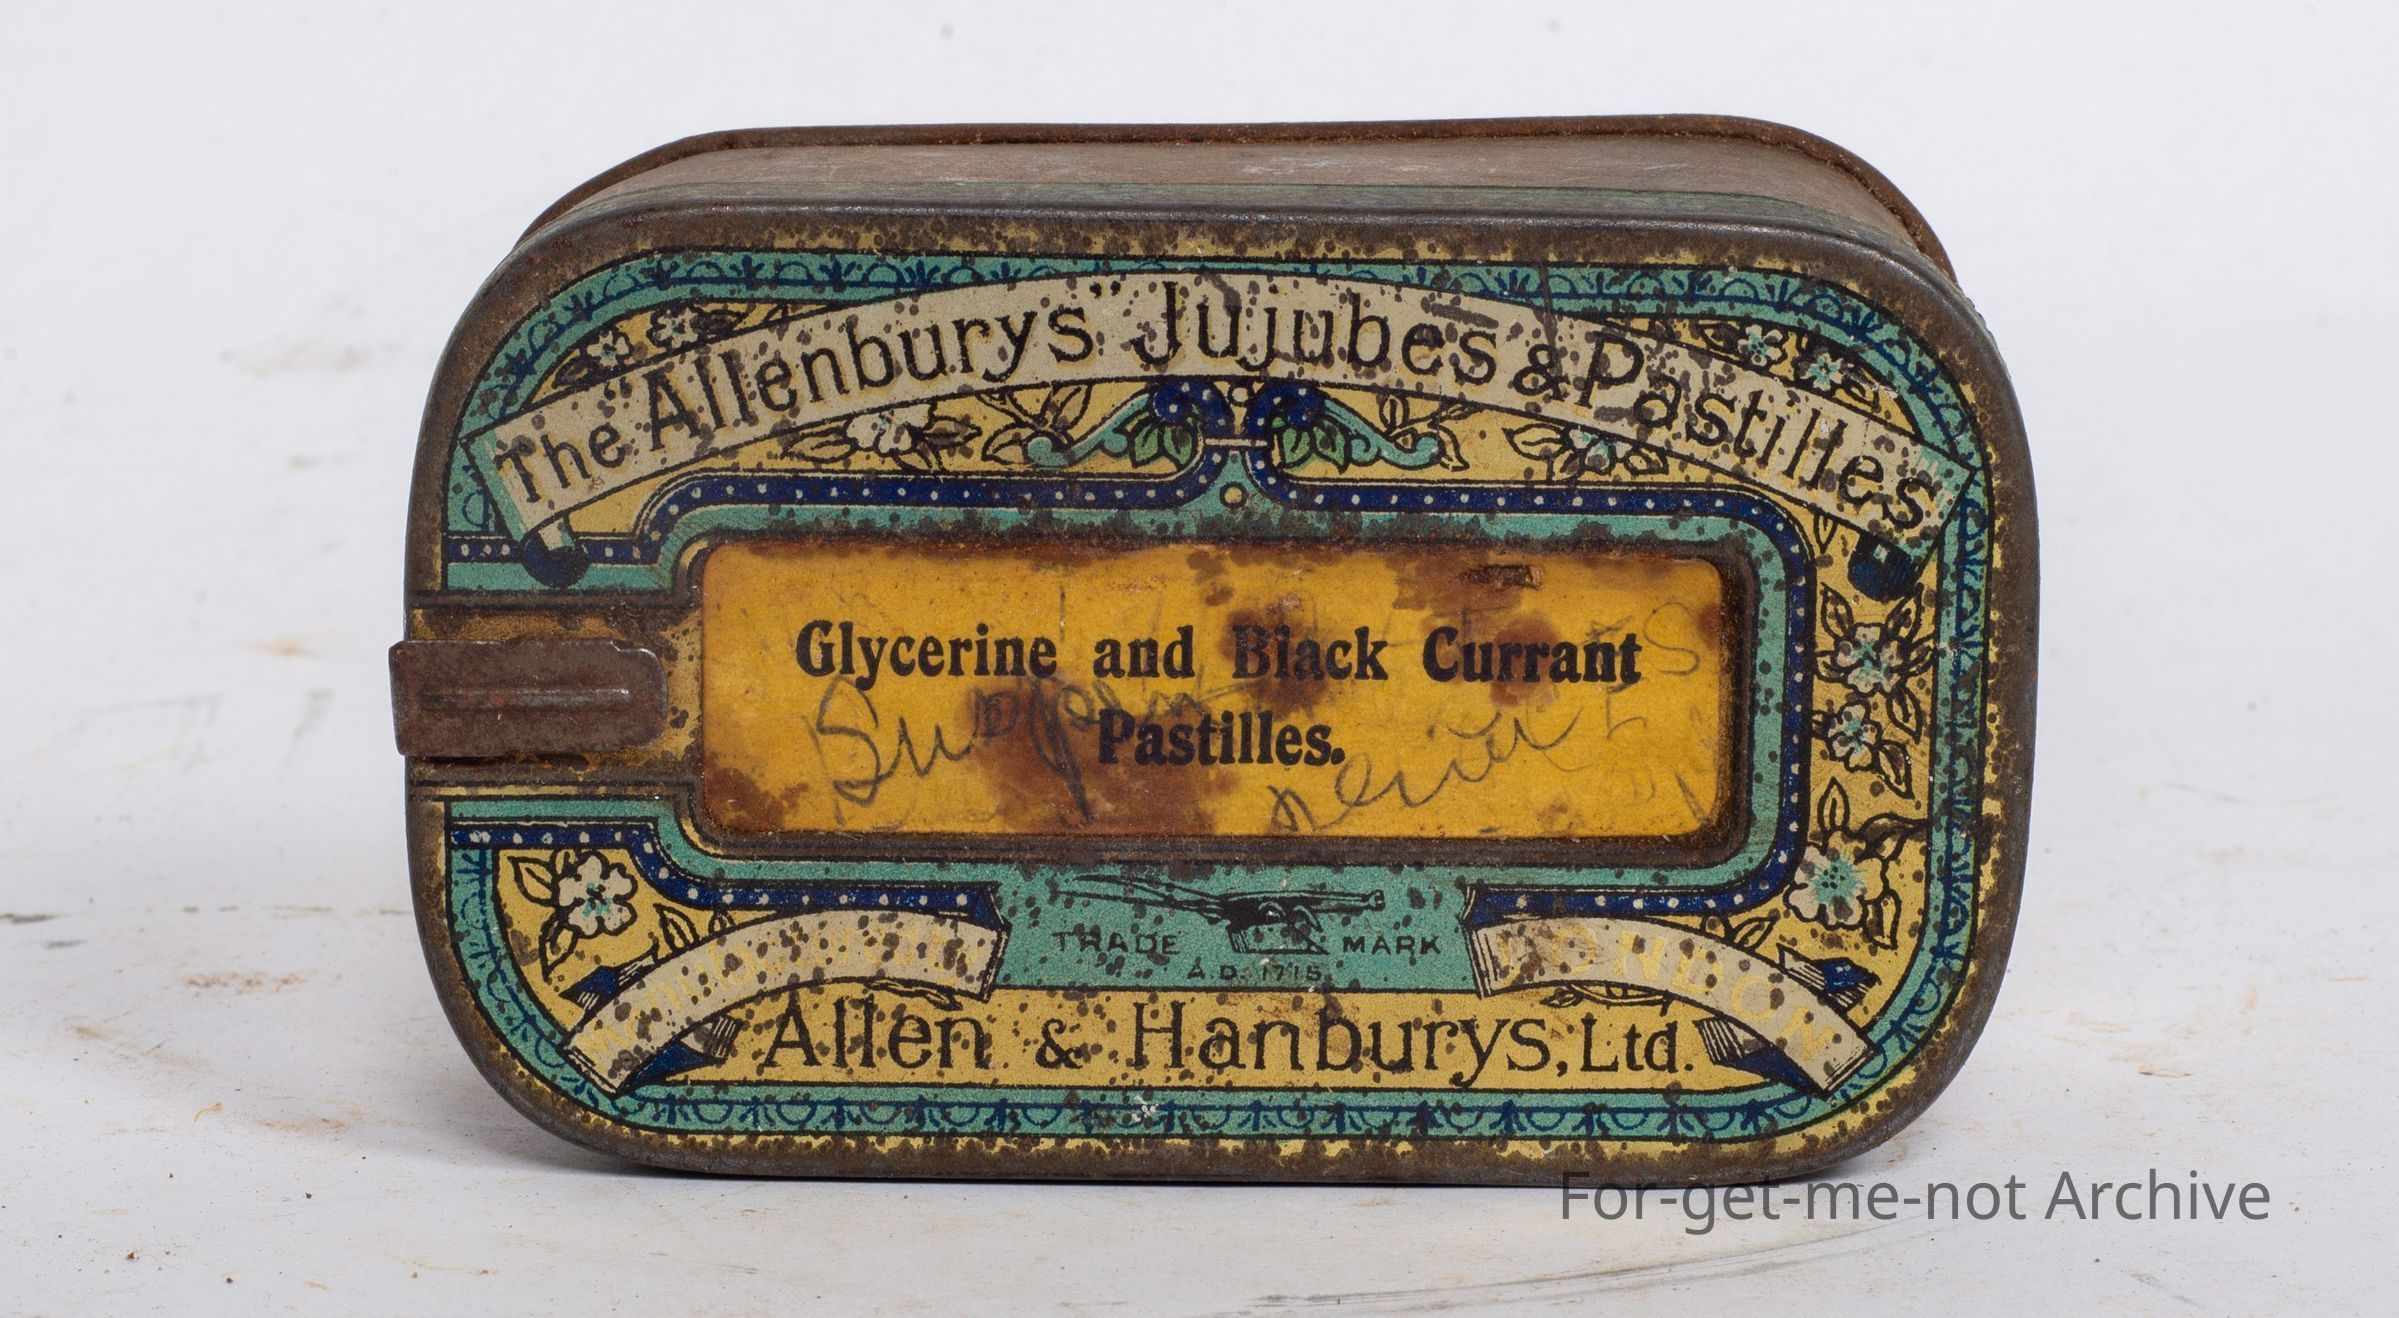 The "Allenburys" Jujubes & Pastilles
Glycerine and Black Currant
Pastilles.
TRADE MARK
A.D. 1715
LONDON
Allen & Hanburys, Ltd.
For-get-me-not Archive